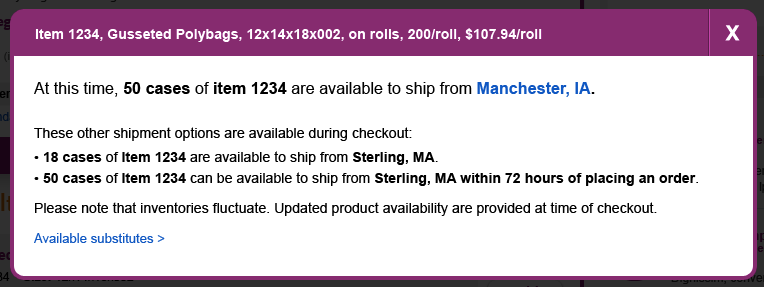 Item 1234, Gusseted Polybags, 12x14x18x002, on rolls, 200/roll, $107.94/roll
X
At this time, 50 cases of item 1234 are available to ship from Manchester, IA.
These other shipment options are available during checkout:
• 18 cases of Item 1234 are available to ship from Sterling, MA.
• 50 cases of Item 1234 can be available to ship from Sterling, MA within 72 hours of placing an order.
Please note that inventories fluctuate. Updated product availability are provided at time of checkout.
Available substitutes >